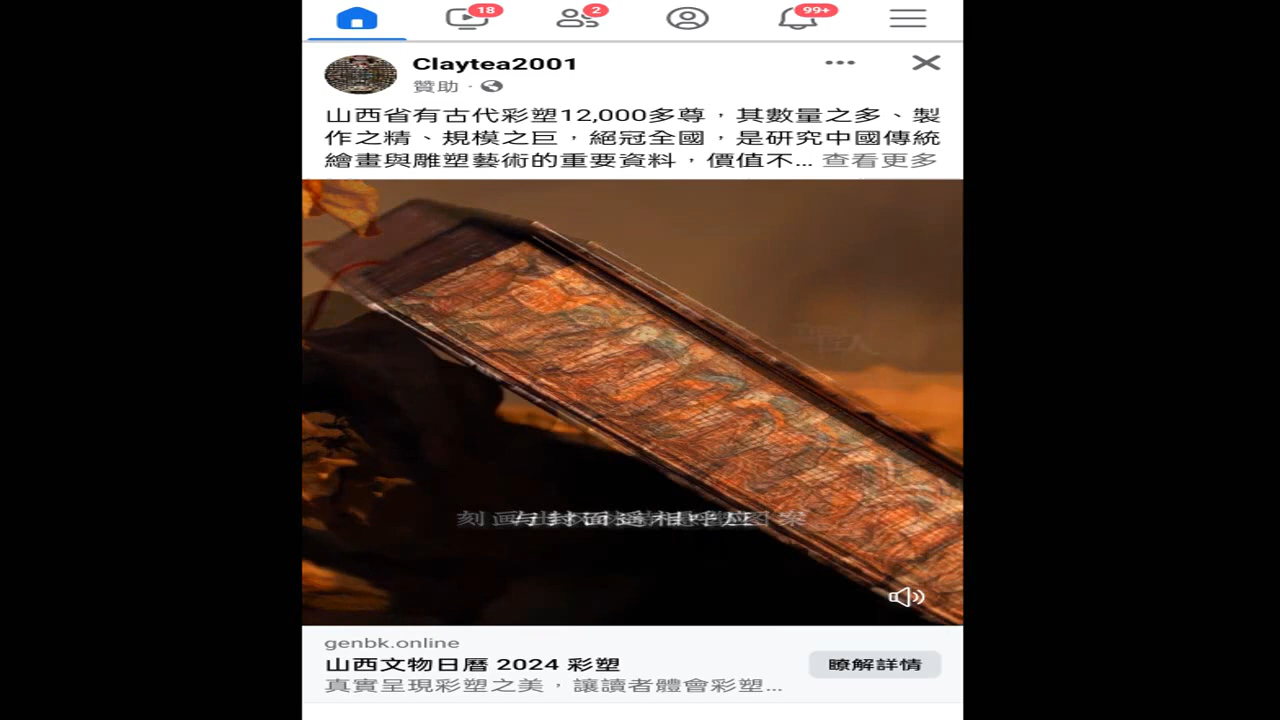 18
2
99+
Claytea2001
贊助
山西省有古代彩塑12,000多尊，其數量之多、製
作之精、規模之巨，絕冠全國，是研究中國傳統
繪畫與雕塑藝術的重要資料，價值不... 查看更多
与封面遥相呼应
genbk.online
山西文物日曆 2024 彩塑
真實呈現彩塑之美，讓讀者體會彩塑...
瞭解詳情